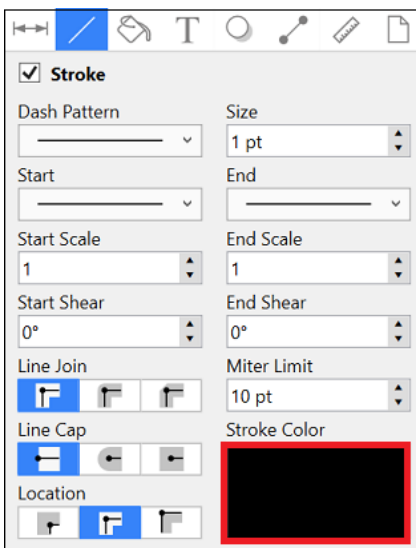 T
Stroke
Dash Pattern Size
1 pt
Start End
Start Scale End Scale
1 1
Start Shear End Shear
0° 0°
Line Join Miter Limit
10 pt
Line Cap Stroke Color
Location